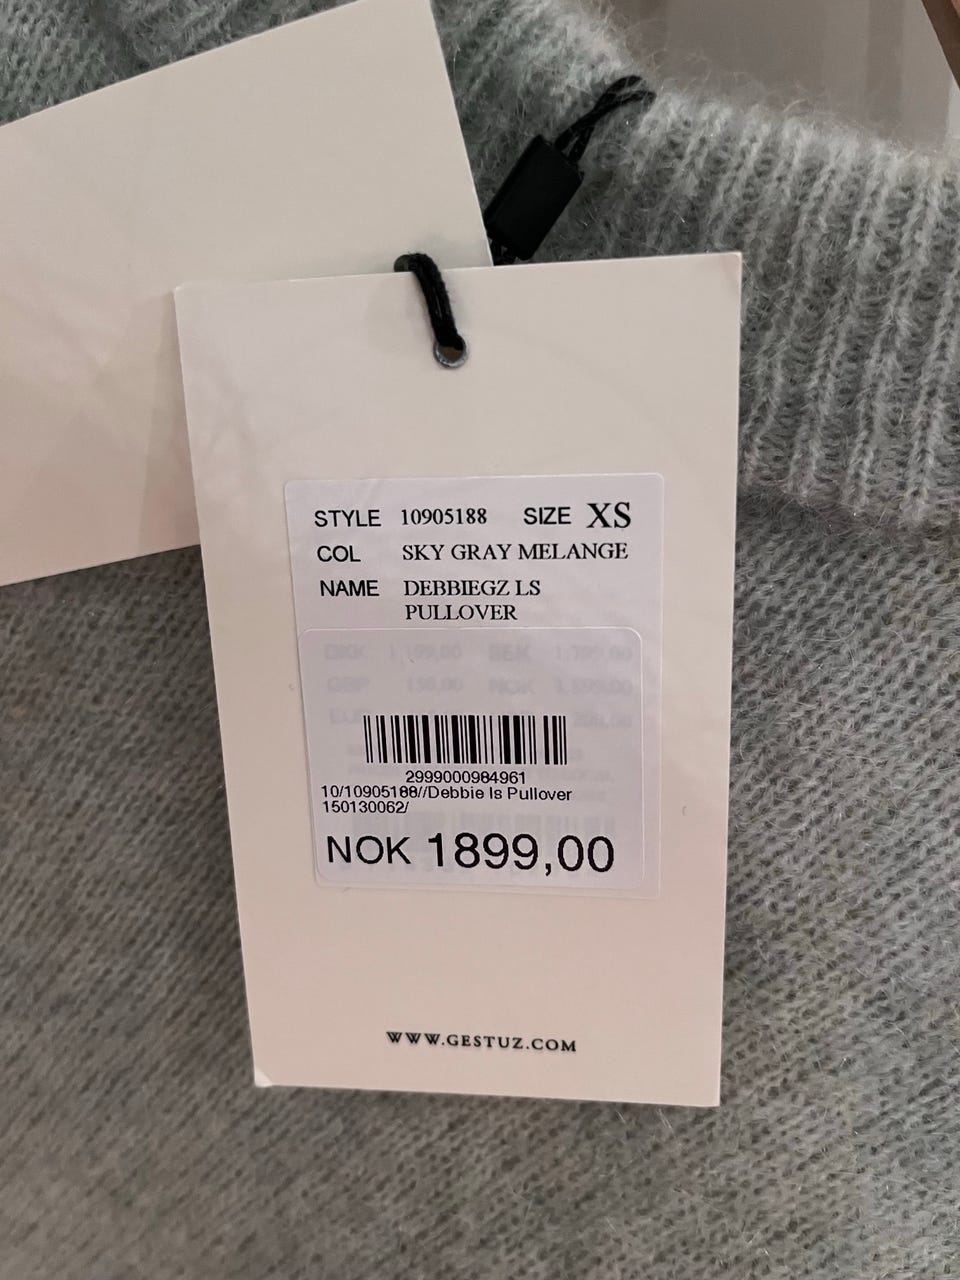 STYLE 10905188 SIZE XS
COL SKY GRAY MELANGE
NAME DEBBIEGZ LS
PULLOVER
2999000984961
10/10905188//Debbie ls Pullover
150130062/
NOK 1899,00
WWW.GESTUZ.COM